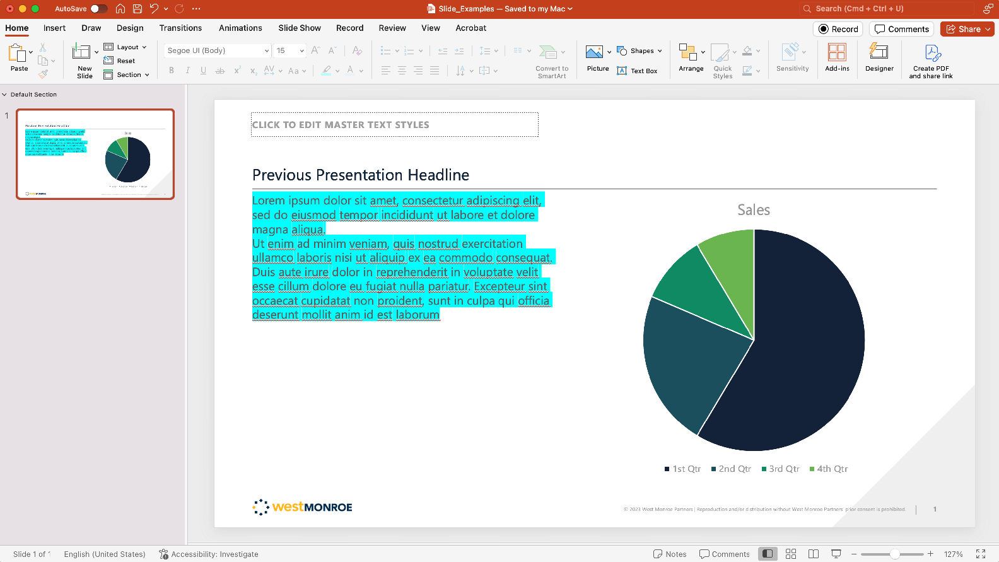 AutoSave
Slide_Examples — Saved to my Mac
Search (Cmd + Ctrl + U)
Home Insert Draw Design Transitions Animations Slide Show Record Review View Acrobat
Record Comments Share
Paste
New Slide
Layout
Reset
Section
Segoe UI (Body) 15
Convert to SmartArt
Picture
Shapes
Text Box
Arrange
Quick Styles
Sensitivity
Add-ins
Designer
Create PDF and share link
Default Section
1
Previous Presentation Headline
Sales
CLICK TO EDIT MASTER TEXT STYLES
Previous Presentation Headline
Lorem ipsum dolor sit amet, consectetur adipiscing elit,
sed do eiusmod tempor incididunt ut labore et dolore
magna aliqua.
Ut enim ad minim veniam, quis nostrud exercitation
ullamco laboris nisi ut aliquip ex ea commodo consequat.
Duis aute irure dolor in reprehenderit in voluptate velit
esse cillum dolore eu fugiat nulla pariatur. Excepteur sint
occaecat cupidatat non proident, sunt in culpa qui officia
deserunt mollit anim id est laborum
Sales
1st Qtr 2nd Qtr 3rd Qtr 4th Qtr
westMONROE
© 2023 West Monroe Partners | Reproduction and/or distribution without West Monroe Partners' prior consent is prohibited. 1
Slide 1 of 1 English (United States) Accessibility: Investigate Notes Comments 127%